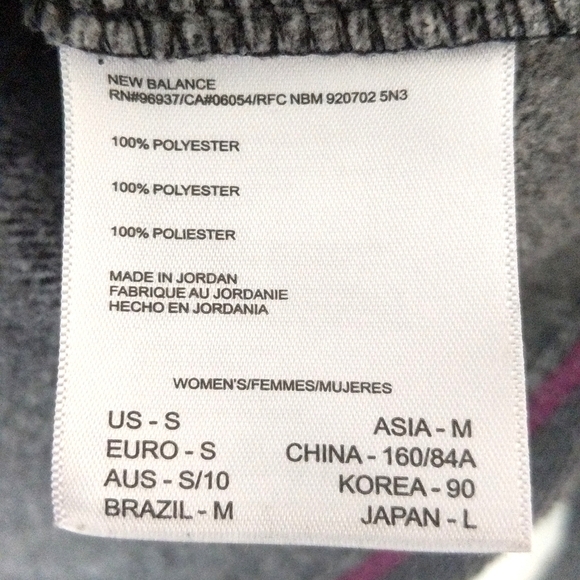 NEW BALANCE
RN#96937/CA#06054/RFC NBM 920702 5N3
100% POLYESTER
100% POLYESTER
100% POLIESTER
MADE IN JORDAN
FABRIQUE AU JORDANIE
HECHO EN JORDANIA
WOMEN'S/FEMMES/MUJERES
US - S
EURO - S
AUS - S/10
BRAZIL - M
ASIA - M
CHINA - 160/84A
KOREA - 90
JAPAN - L